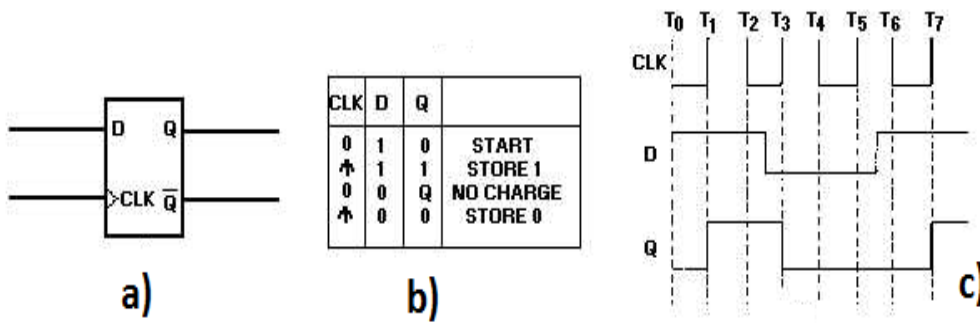 D Q
CLK Q̅
a)
CLK D Q
0 1 0 START
↑ 1 1 STORE 1
0 0 Q NO CHARGE
↑ 0 0 STORE 0
b)
T0 T1 T2 T3 T4 T5 T6 T7
CLK
D
Q
c)